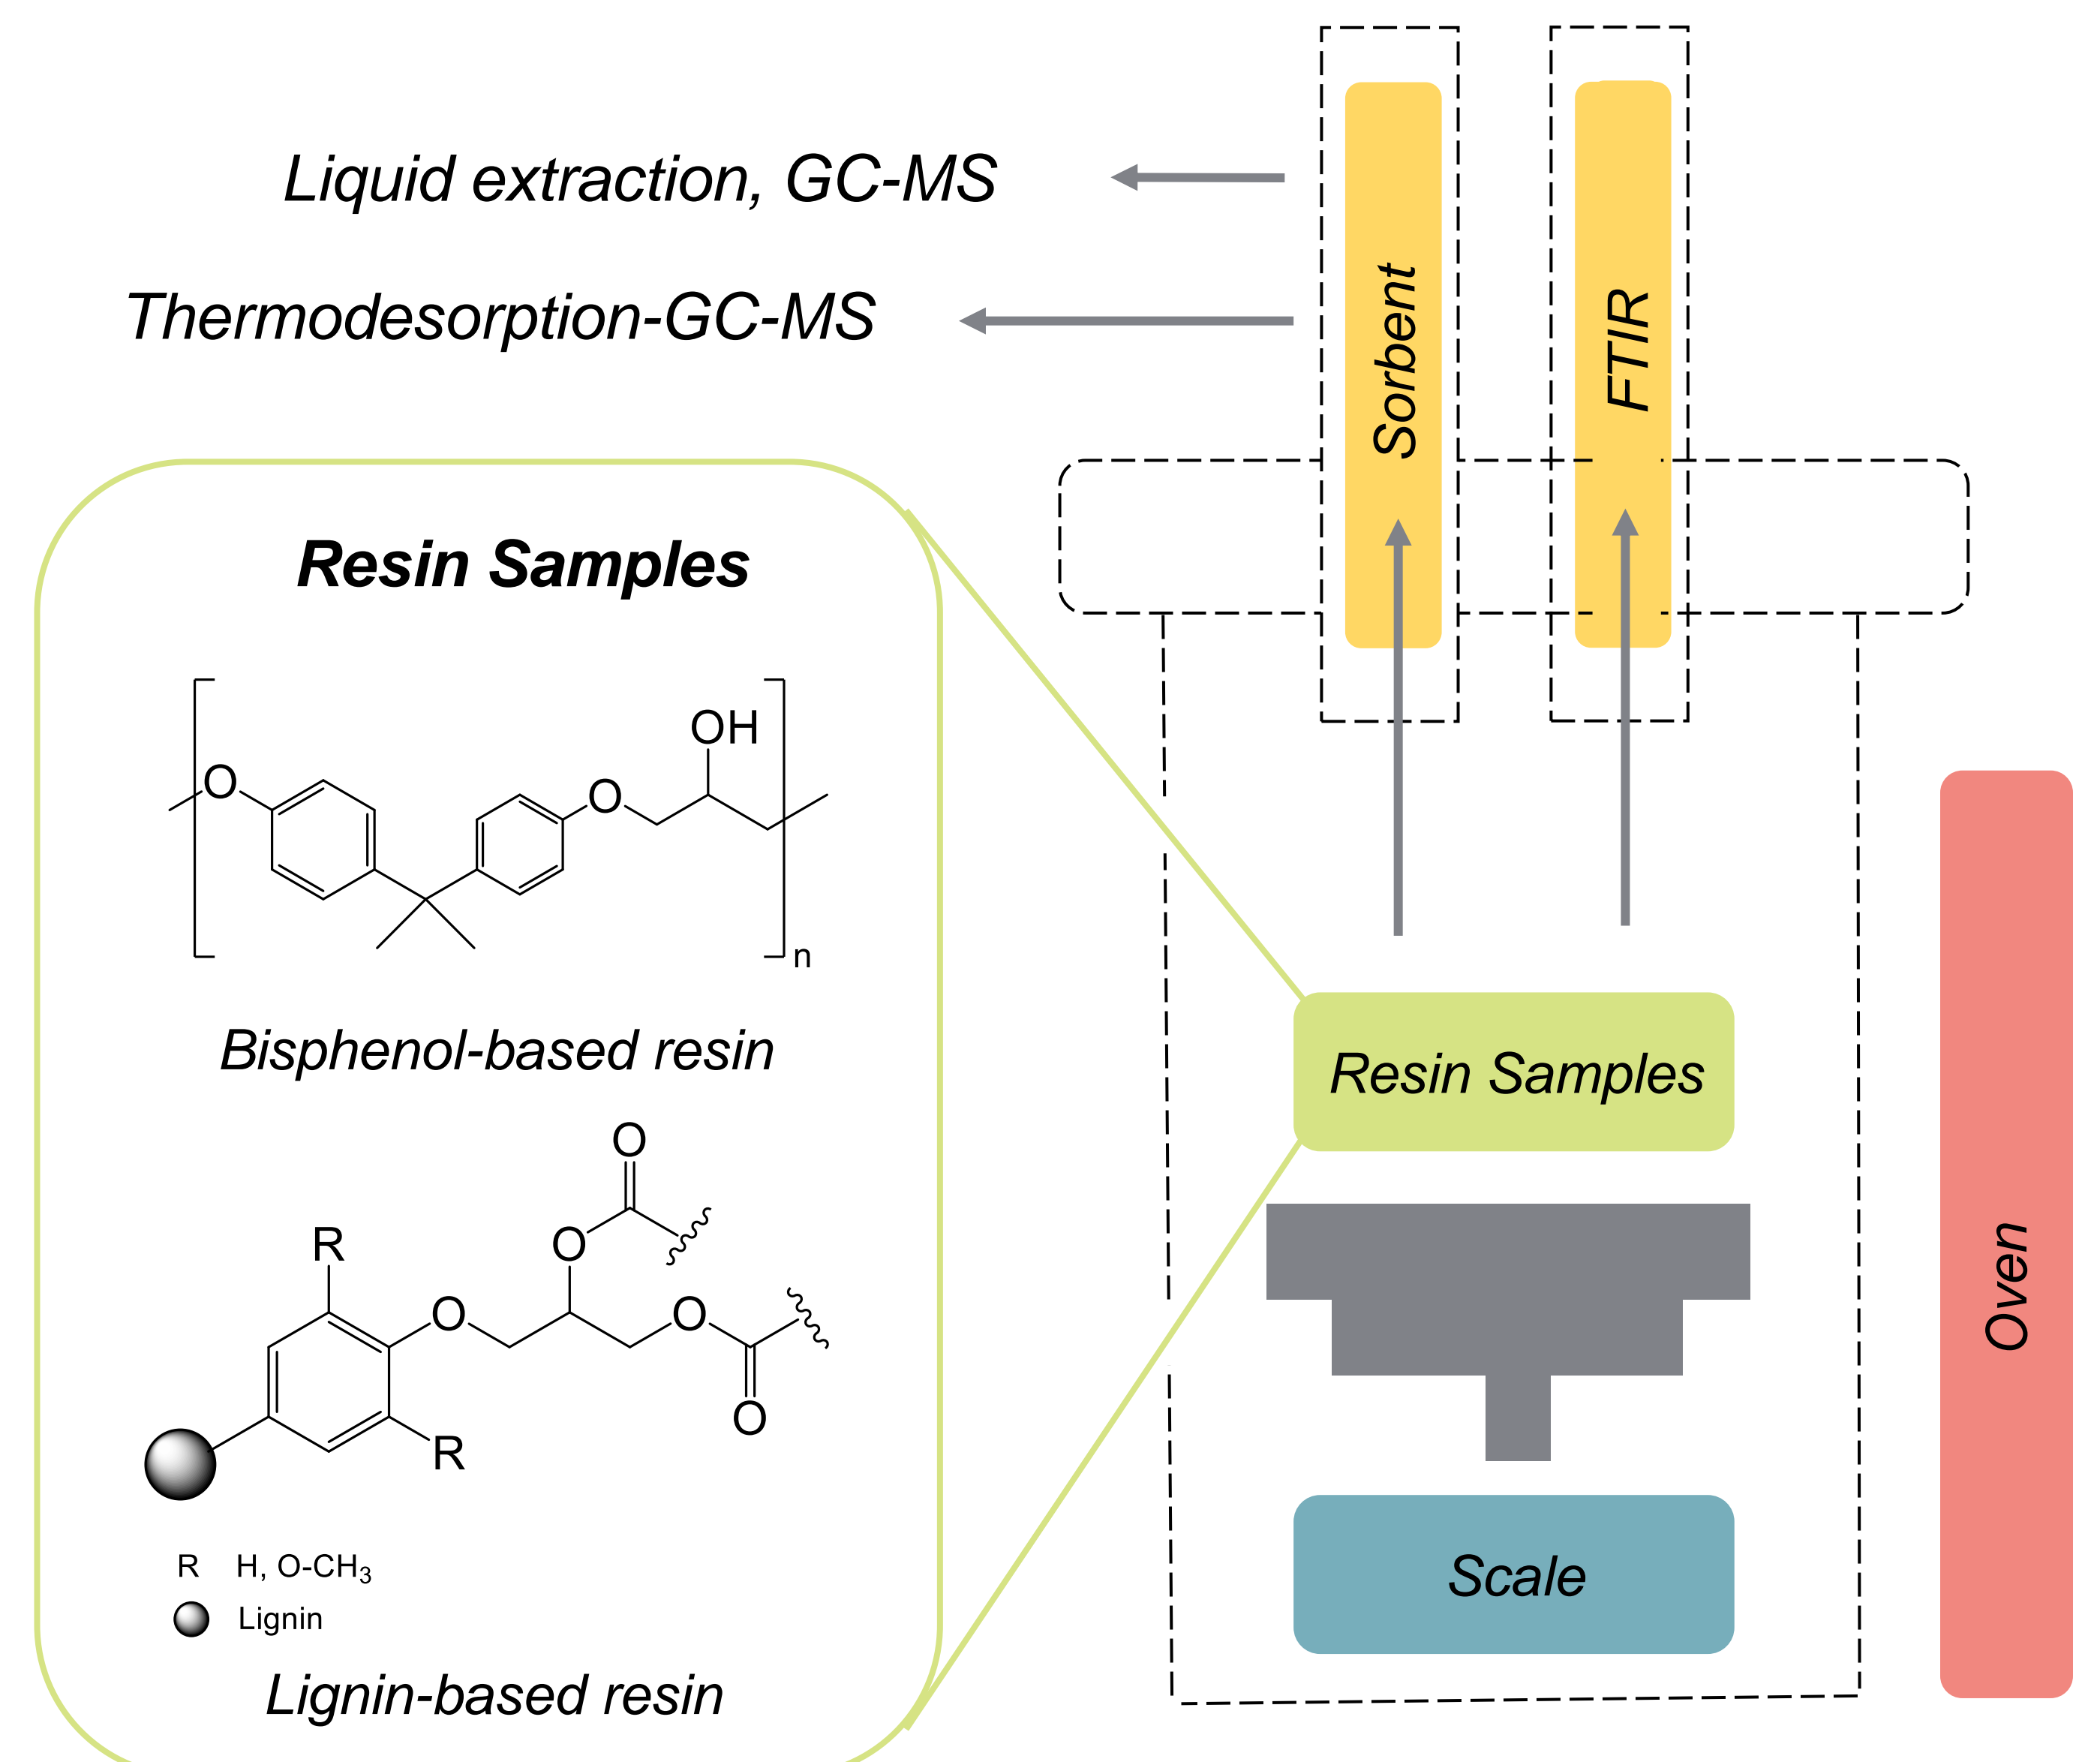 Liquid extraction, GC-MS
Thermodesorption-GC-MS
Sorbent
FTIR
Resin Samples
OH
O
O
n
Bisphenol-based resin
O
R
O
O
O
O
R
R H, O-CH₃
Lignin
Lignin-based resin
Resin Samples
Scale
Oven